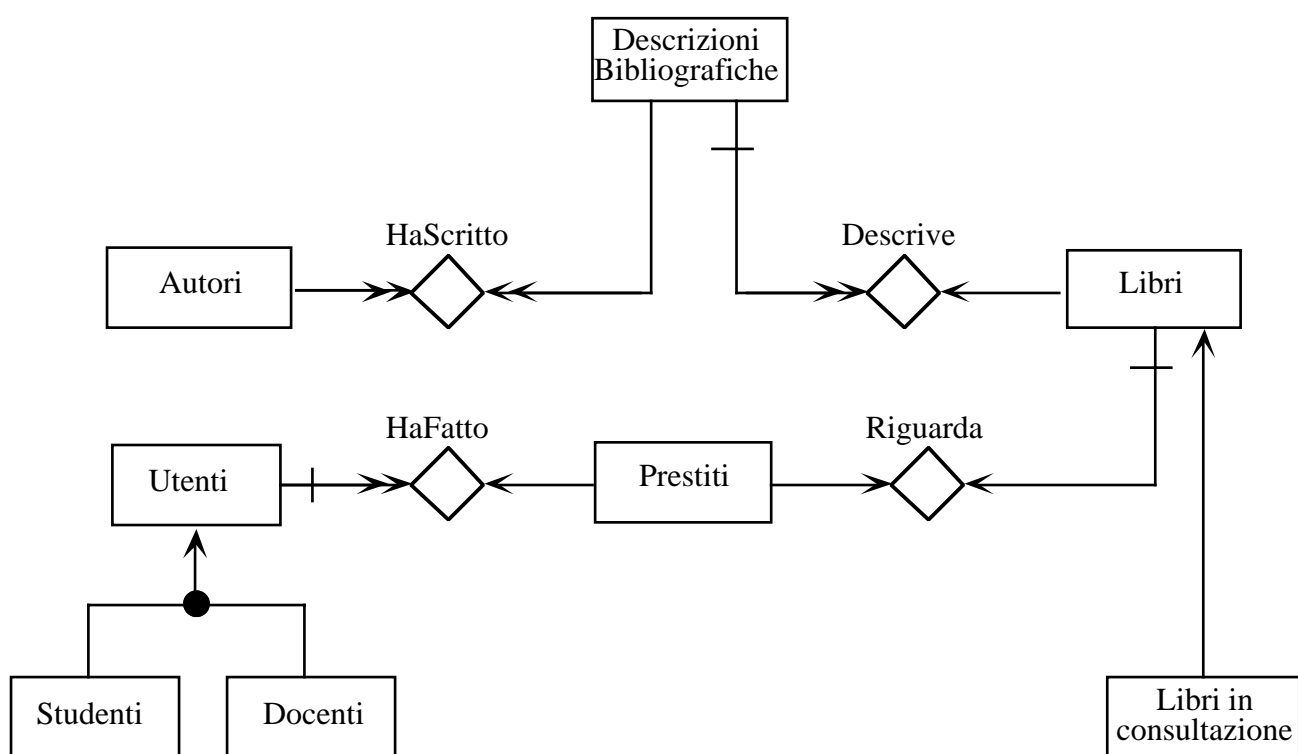 Descrizioni
Bibliografiche
HaScritto
Descrive
Autori
Libri
HaFatto
Riguarda
Utenti
Prestiti
Studenti
Docenti
Libri in
consultazione